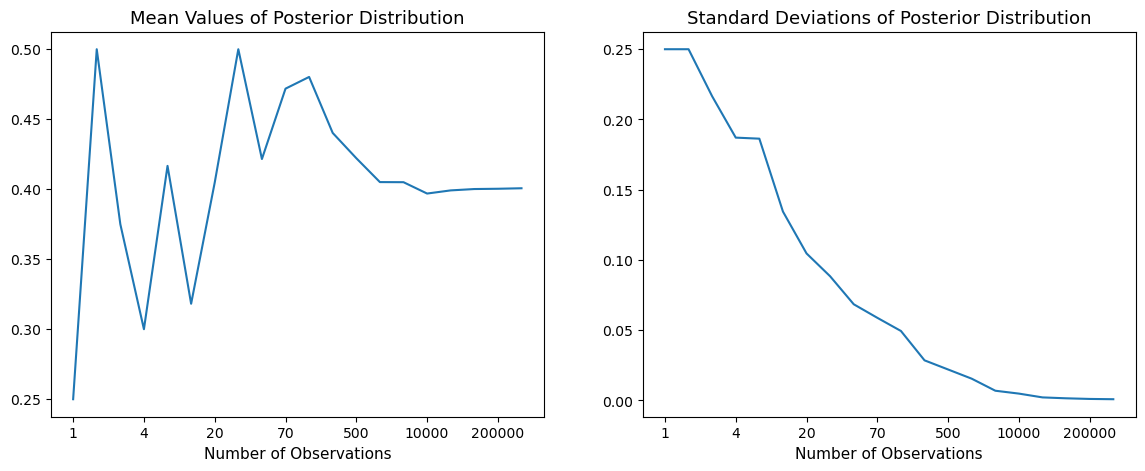 Mean Values of Posterior Distribution
0.50
0.45
0.40
0.35
0.30
0.25
1 4 20 70 500 10000 200000
Number of Observations
Standard Deviations of Posterior Distribution
0.25
0.20
0.15
0.10
0.05
0.00
1 4 20 70 500 10000 200000
Number of Observations